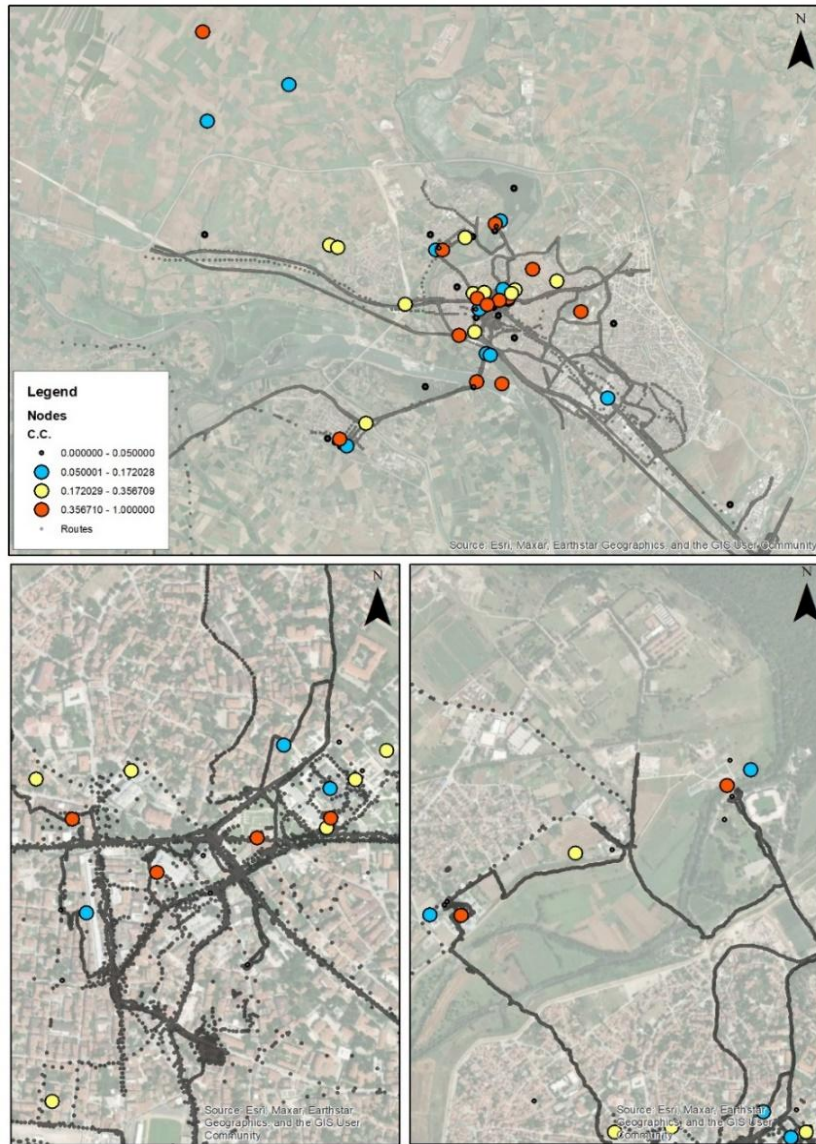 N
Legend
Nodes
C.C.
0.000000 - 0.050000
0.050001 - 0.172028
0.172029 - 0.356709
0.356710 - 1.000000
Routes
Source: Esri, Maxar, Earthstar Geographics, and the GIS User Community
N
Source: Esri, Maxar, Earthstar
Geographics, and the GIS User
Community
N
Source: Esri, Maxar, Earthstar
Geographics, and the GIS User
Community